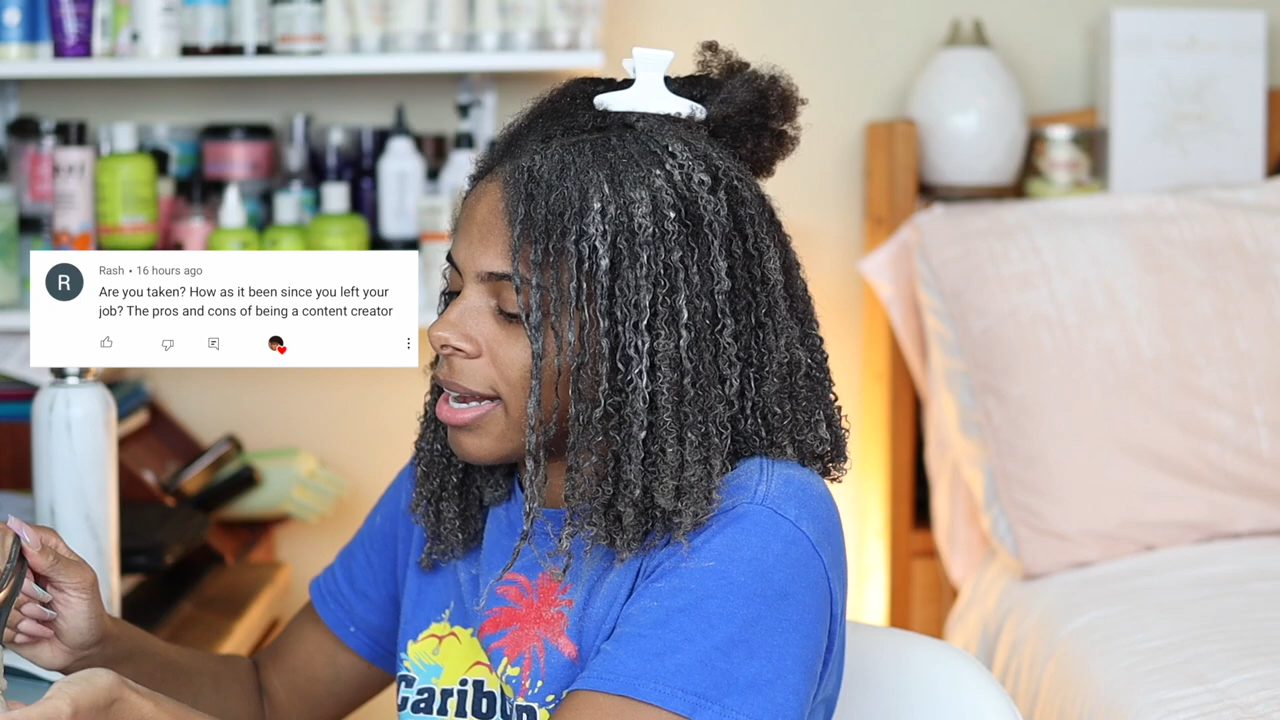 R
Rash • 16 hours ago
Are you taken? How as it been since you left your
job? The pros and cons of being a content creator